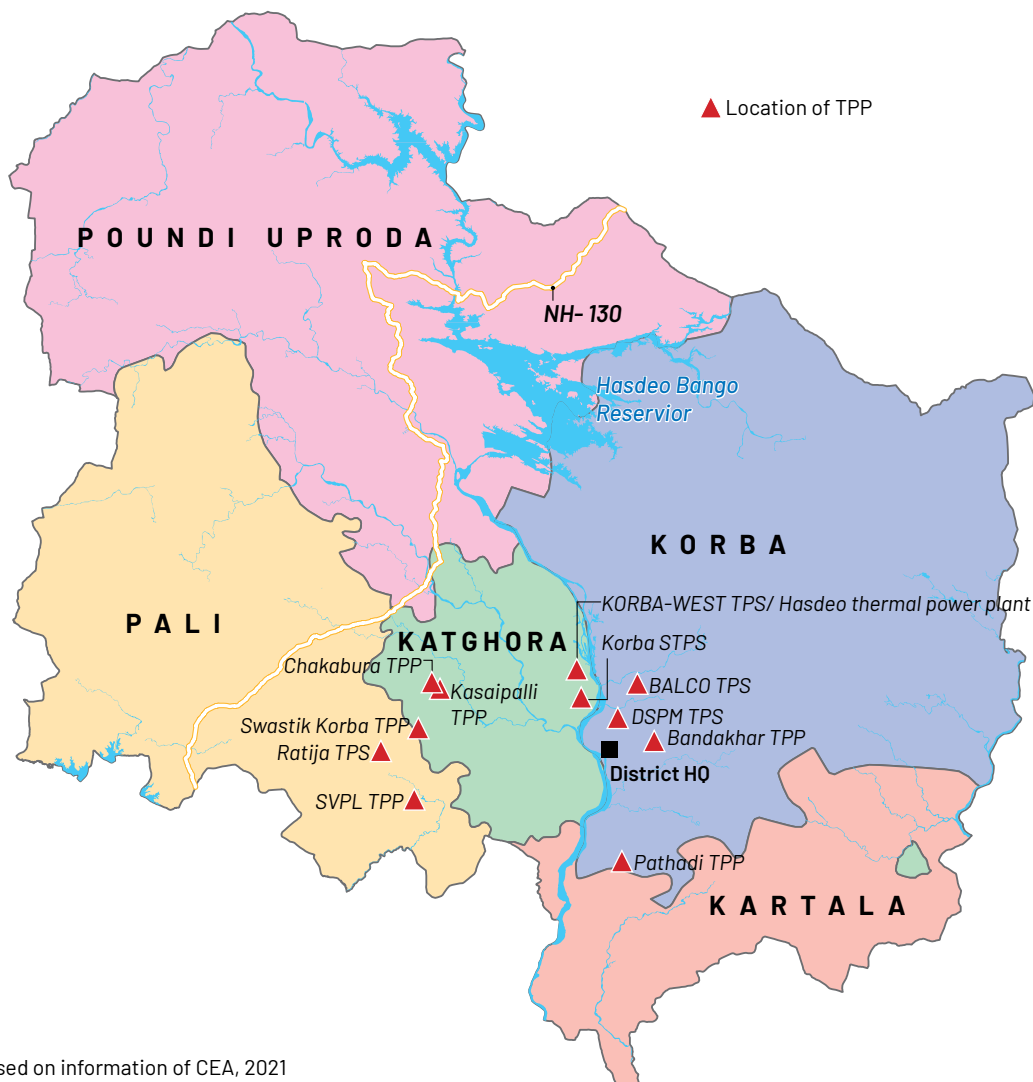 Location of TPP
POUNDI UPRODA
NH- 130
Hasdeo Bango
Reservior
KORBA
KORBA-WEST TPS/ Hasdeo thermal power plant
PALI
KATGHORA
Korba STPS
Chakabura TPP
Kasaipalli
TPP
BALCO TPS
Swastik Korba TPP
DSPM TPS
Ratija TPS
Bandakhar TPP
District HQ
SVPL TPP
Pathadi TPP
KARTALA
sed on information of CEA, 2021